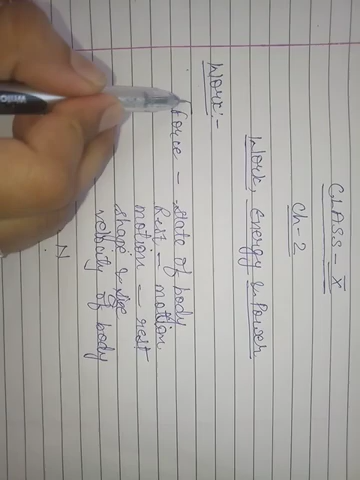 CLASS - X
Ch - 2
Work, Energy & Power
Work:-
force - state of body
Rest - motion
motion - rest
shape & size
velocity of body
N